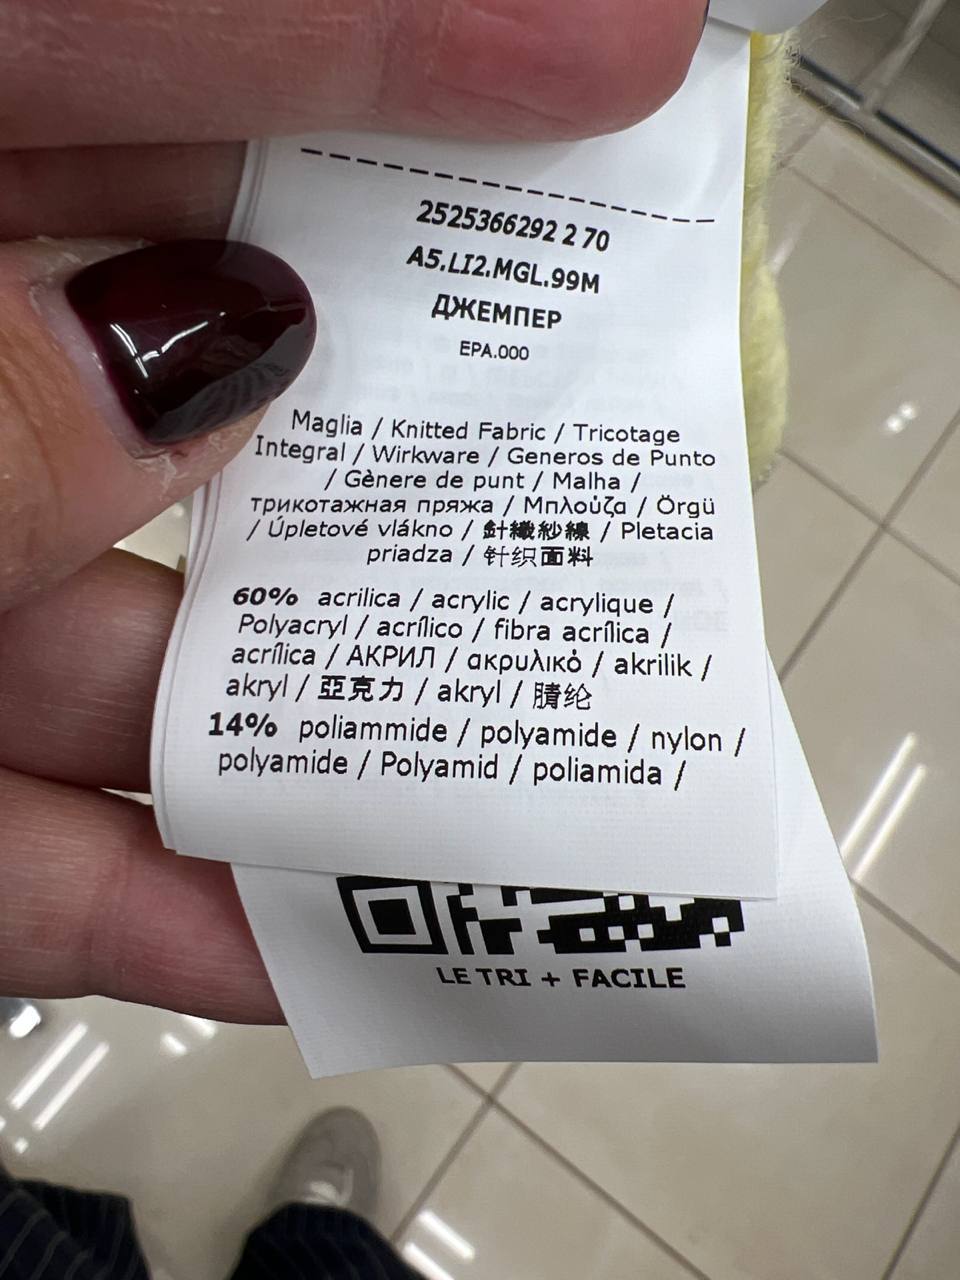 2525366292 2 70
A5.LI2.MGL.99M
ДЖЕМПЕР
EPA.000
Maglia / Knitted Fabric / Tricotage
Integral / Wirkware / Generos de Punto
/ Gènere de punt / Malha /
трикотажная пряжа / Μπλούζα / Örgü
/ Úpletové vlákno / 針織紗線 / Pletacia
priadza / 针织面料
60% acrilica / acrylic / acrylique /
Polyacryl / acrílico / fibra acrílica /
acrílica / АКРИЛ / ακρυλικό / akrilik /
akryl / 亞克力 / akryl / 腈纶
14% poliammide / polyamide / nylon /
polyamide / Polyamid / poliamida /
LE TRI + FACILE